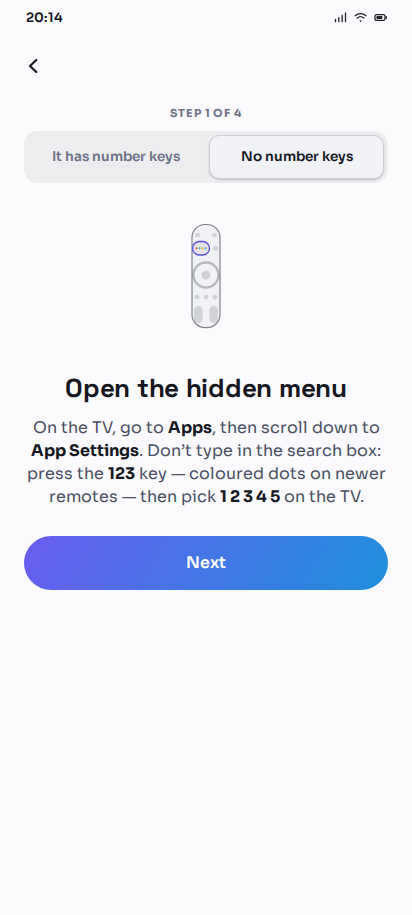 20:14
STEP 1 OF 4
It has number keys
No number keys
Open the hidden menu
On the TV, go to Apps, then scroll down to
App Settings. Don’t type in the search box:
press the 123 key — coloured dots on newer
remotes — then pick 1 2 3 4 5 on the TV.
Next